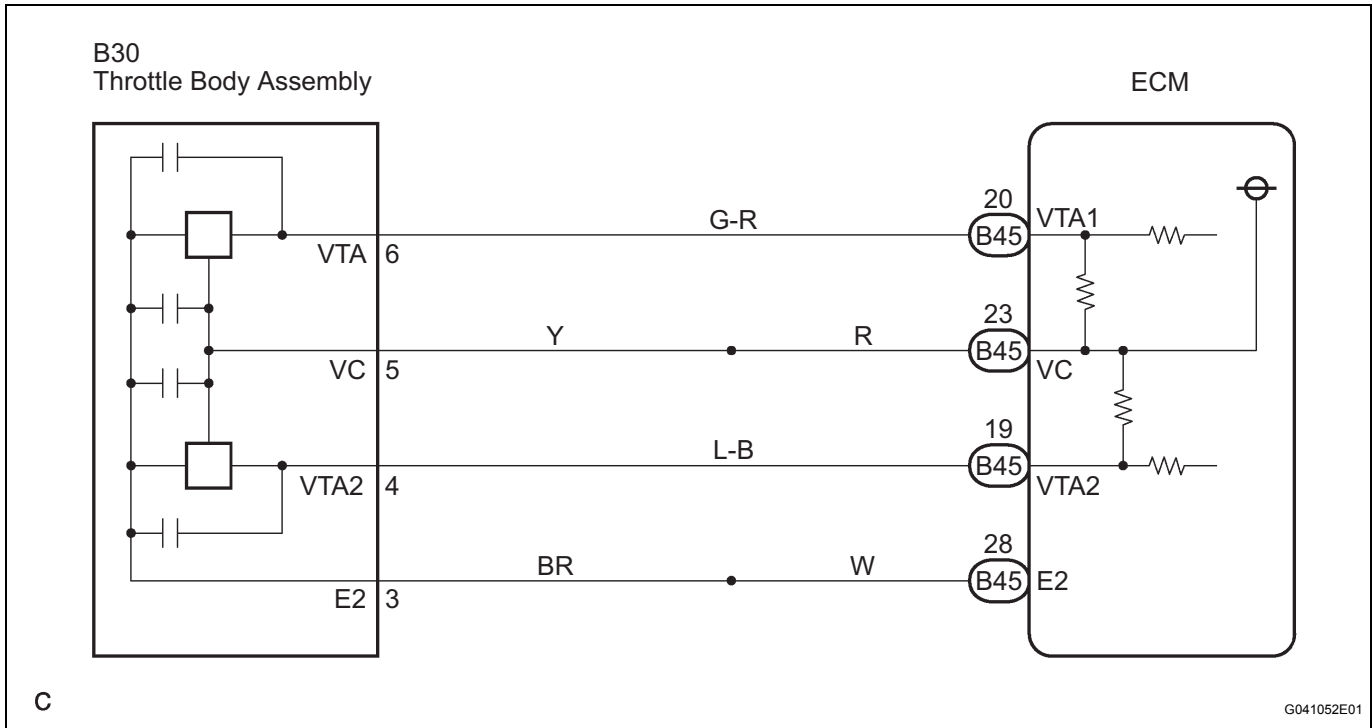 B30
Throttle Body Assembly
ECM
VTA 6
G-R
20
B45
VTA1
VC 5
Y
R
23
B45
VC
VTA2 4
L-B
19
B45
VTA2
E2 3
BR
W
28
B45
E2
C
G041052E01